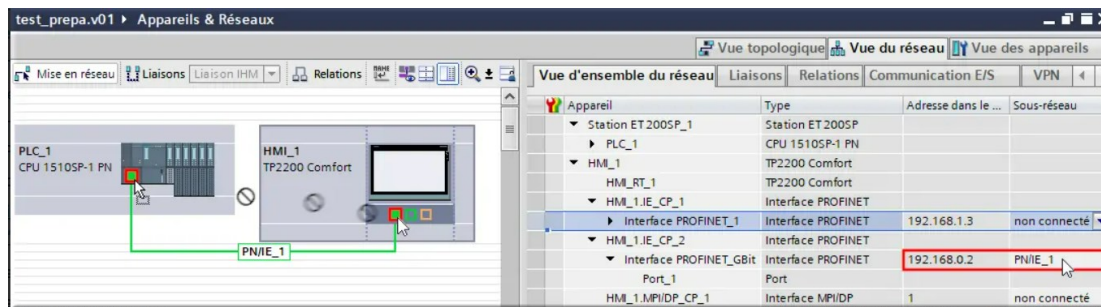 test_prepa.v01 ▸ Appareils & Réseaux
Vue topologique Vue du réseau Vue des appareils
Mise en réseau Liaisons Liaison IHM Relations
PLC_1
CPU 1510SP-1 PN
HMI_1
TP2200 Comfort
PN/IE_1
Vue d'ensemble du réseau Liaisons Relations Communication E/S VPN
Appareil Type Adresse dans le ... Sous-réseau
Station ET200SP_1 Station ET200SP
PLC_1 CPU 1510SP-1 PN
HMI_1 TP2200 Comfort
HMI_RT_1 TP2200 Comfort
HMI_1.IE_CP_1 Interface PROFINET
Interface PROFINET_1 Interface PROFINET 192.168.1.3 non connecté
HMI_1.IE_CP_2 Interface PROFINET
Interface PROFINET_GBit Interface PROFINET 192.168.0.2 PN/IE_1
Port_1 Port
HMI_1.MPI/DP_CP_1 Interface MPI/DP 1 non connecté